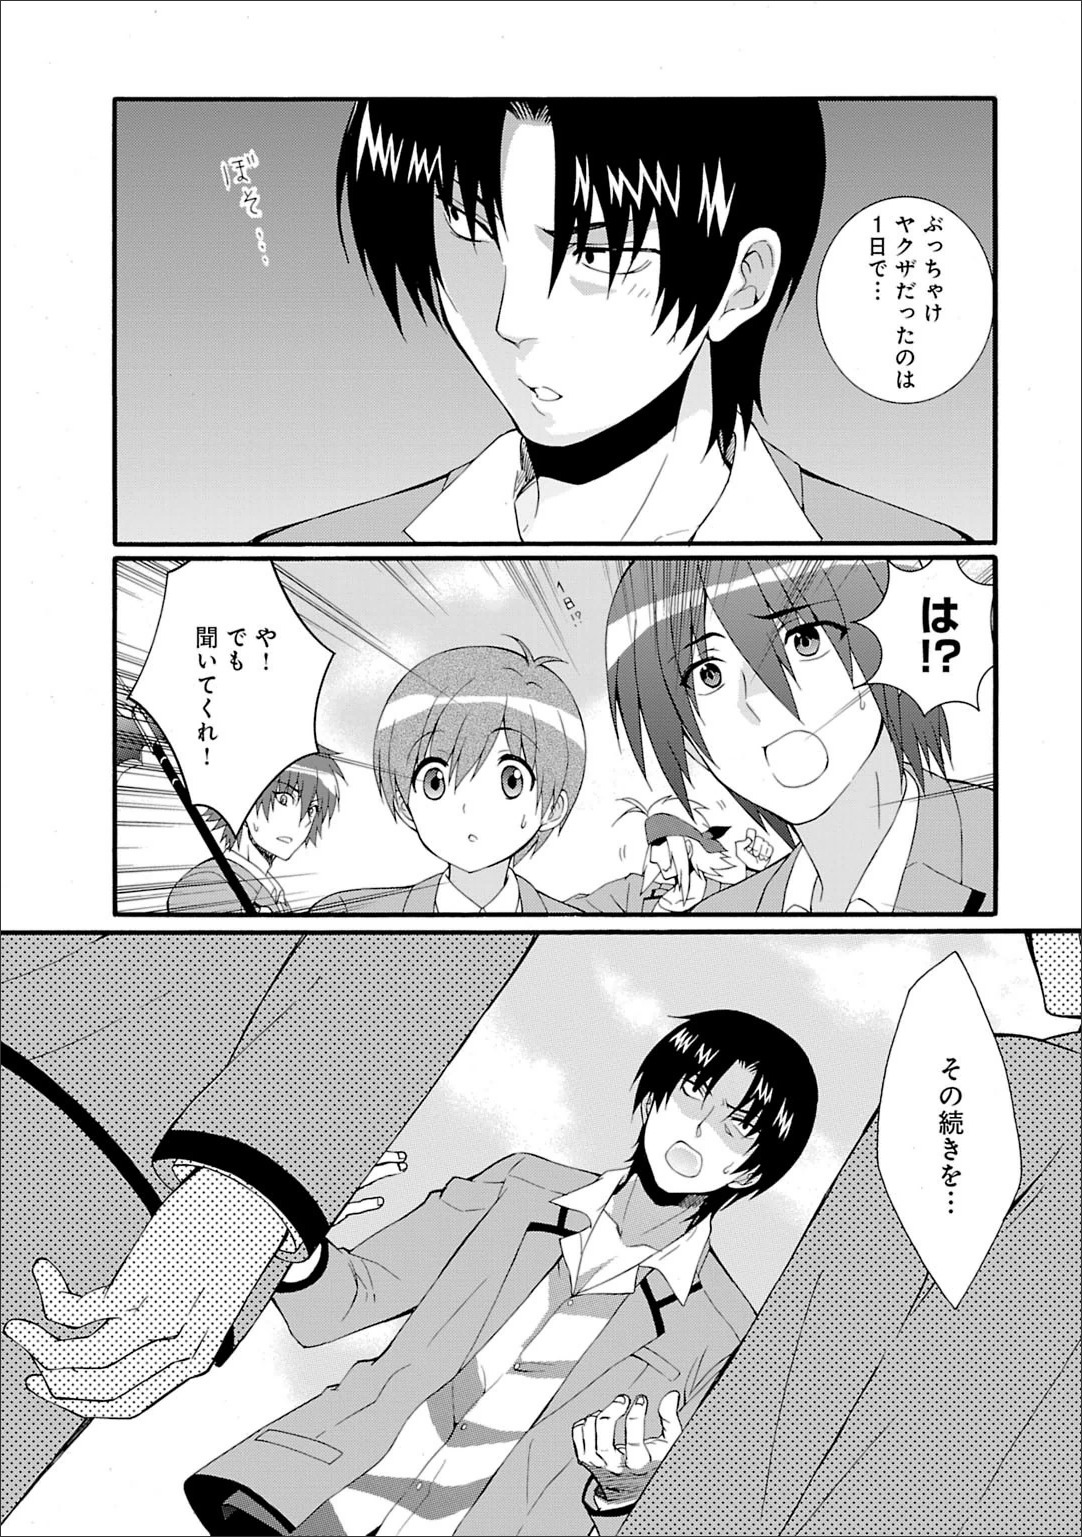 ぶっちゃけ
ヤクザだったのは
1日で…
ぼそ…
は!?
1日!?
や!
でも
聞いてくれ!
その続きを…